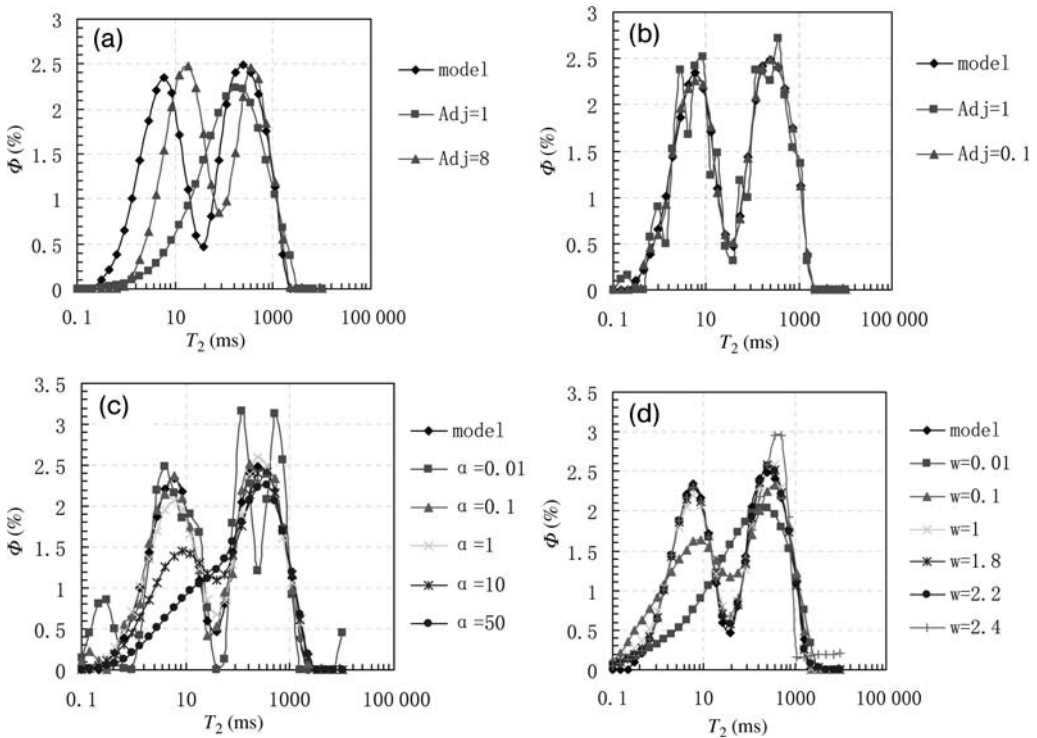 (a)
3
2.5
2
1.5
1
0.5
0
Φ (%)
0.1 10 1000 100 000
T2 (ms)
model
Adj=1
Adj=8
(b)
3
2.5
2
1.5
1
0.5
0
Φ (%)
0.1 10 1000 100 000
T2 (ms)
model
Adj=1
Adj=0.1
(c)
3.5
3
2.5
2
1.5
1
0.5
0
Φ (%)
0.1 10 1000 100 000
T2 (ms)
model
α=0.01
α=0.1
α=1
α=10
α=50
(d)
3.5
3
2.5
2
1.5
1
0.5
0
Φ (%)
0.1 10 1000 100 000
T2 (ms)
model
w=0.01
w=0.1
w=1
w=1.8
w=2.2
w=2.4